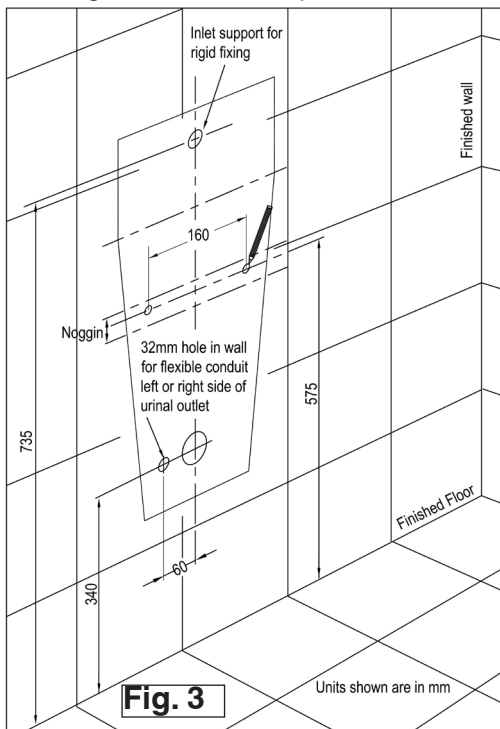 Inlet support for
rigid fixing
Finished wall
160
Noggin
32mm hole in wall
for flexible conduit
left or right side of
urinal outlet
575
735
Finished Floor
60
340
Fig. 3
Units shown are in mm